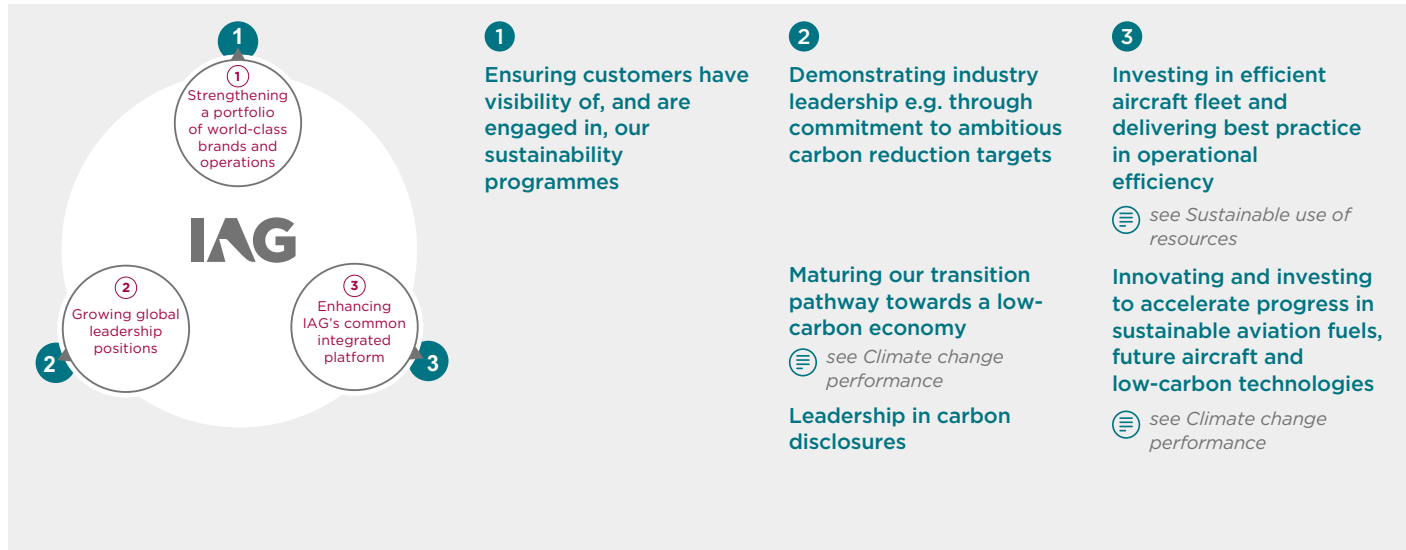 1
1
Strengthening
a portfolio
of world-class
brands and
operations
IAG
2
Growing global
leadership
positions
2
3
Enhancing
IAG's common
integrated
platform
3
1
Ensuring customers have
visibility of, and are
engaged in, our
sustainability
programmes
2
Demonstrating industry
leadership e.g. through
commitment to ambitious
carbon reduction targets
Maturing our transition
pathway towards a low-
carbon economy
see Climate change
performance
Leadership in carbon
disclosures
3
Investing in efficient
aircraft fleet and
delivering best practice
in operational
efficiency
see Sustainable use of
resources
Innovating and investing
to accelerate progress in
sustainable aviation fuels,
future aircraft and
low-carbon technologies
see Climate change
performance